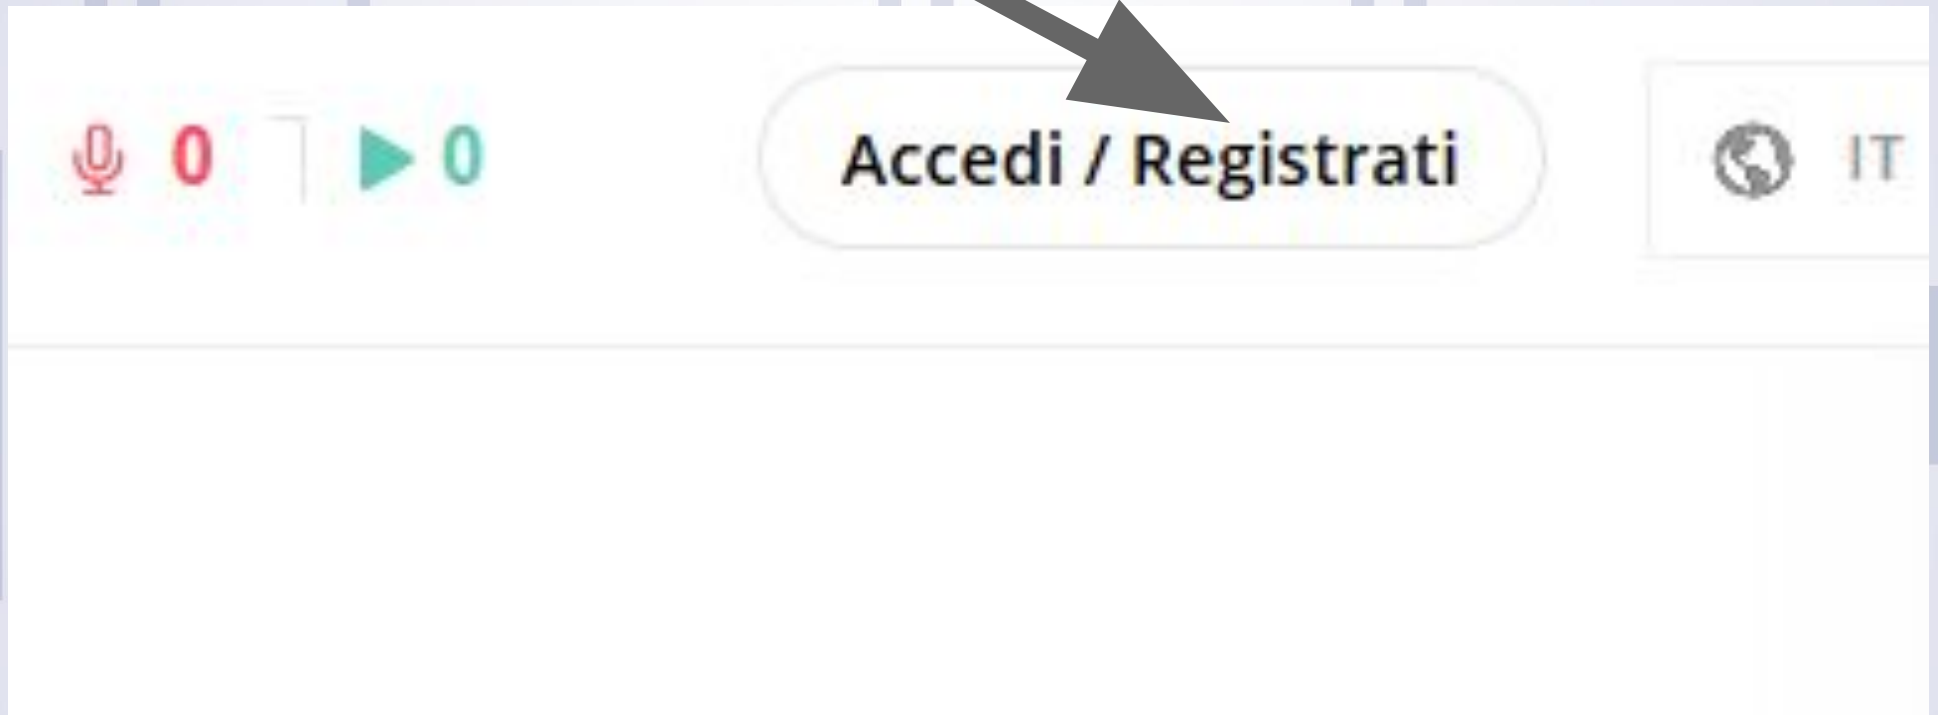 0 0 Accedi / Registrati IT